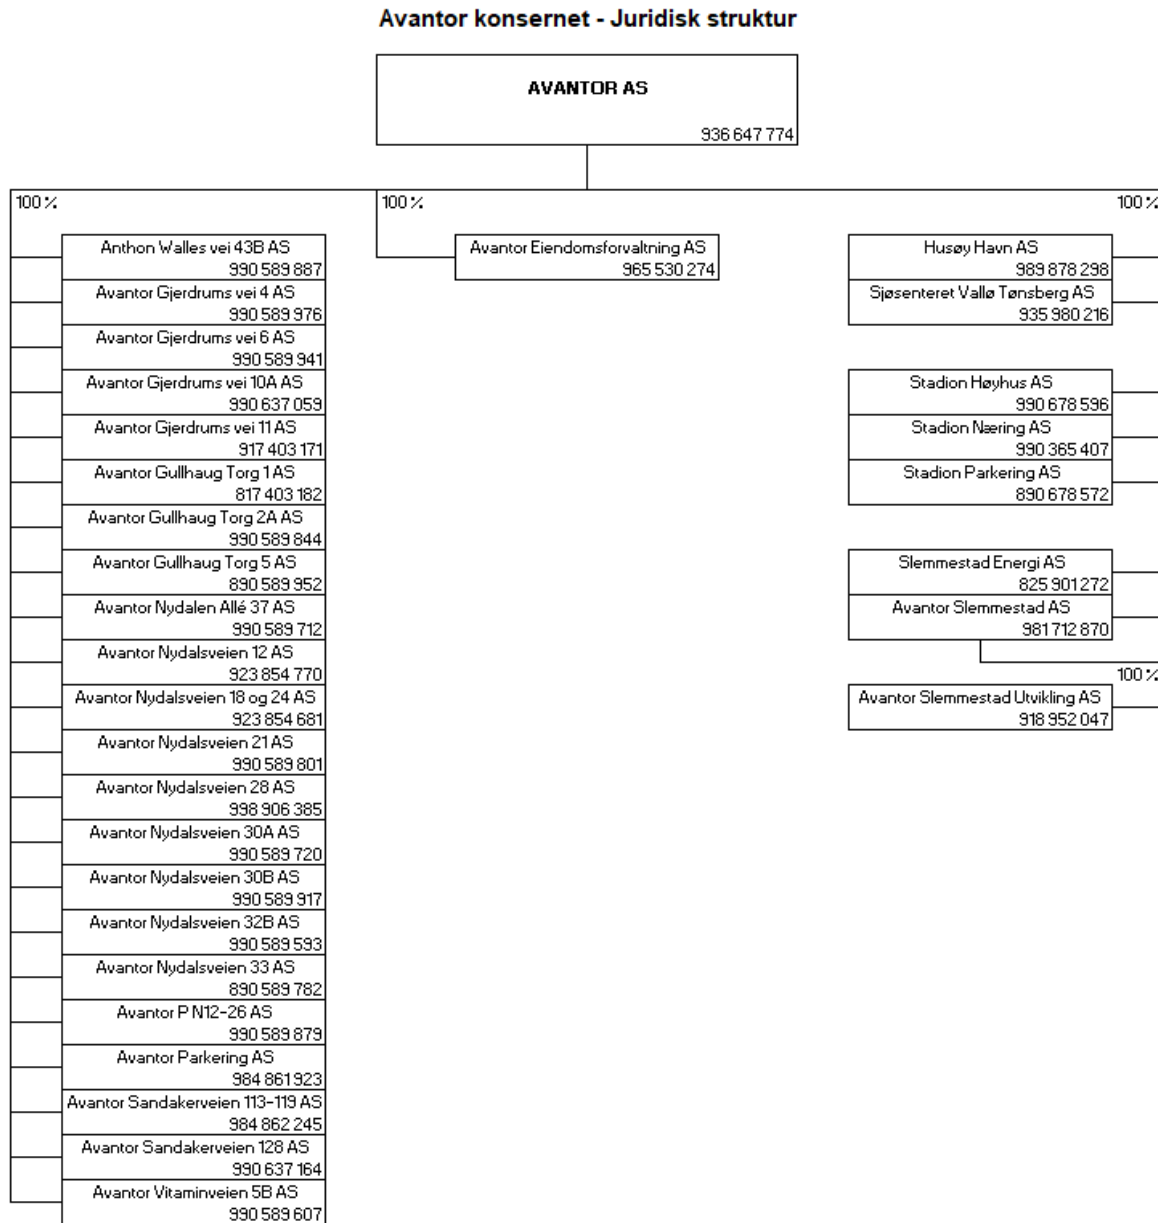 Avantor konsernet - Juridisk struktur
AVANTOR AS
936 647 774
100 %
100 %
100 %
Anthon Walles vei 43B AS
990 589 887
Avantor Gjerdrums vei 4 AS
990 589 976
Avantor Gjerdrums vei 6 AS
990 589 941
Avantor Gjerdrums vei 10A AS
990 637 059
Avantor Gjerdrums vei 11 AS
917 403 171
Avantor Gullhaug Torg 1 AS
817 403 182
Avantor Gullhaug Torg 2A AS
990 589 844
Avantor Gullhaug Torg 5 AS
890 589 952
Avantor Nydalen Allé 37 AS
990 589 712
Avantor Nydalsveien 12 AS
923 854 770
Avantor Nydalsveien 18 og 24 AS
923 854 681
Avantor Nydalsveien 21 AS
990 589 801
Avantor Nydalsveien 28 AS
998 906 385
Avantor Nydalsveien 30A AS
990 589 720
Avantor Nydalsveien 30B AS
990 589 917
Avantor Nydalsveien 32B AS
990 589 593
Avantor Nydalsveien 33 AS
890 589 782
Avantor P N12-26 AS
990 589 879
Avantor Parkering AS
984 861 923
Avantor Sandakerveien 113-119 AS
984 862 245
Avantor Sandakerveien 128 AS
990 637 164
Avantor Vitaminveien 5B AS
990 589 607
Avantor Eiendomsforvaltning AS
965 530 274
Husøy Havn AS
989 878 298
Sjøsenteret Vallø Tønsberg AS
935 980 216
Stadion Høyhus AS
990 678 596
Stadion Næring AS
990 365 407
Stadion Parkering AS
890 678 572
Slemmestad Energi AS
825 901 272
Avantor Slemmestad AS
981 712 870
100 %
Avantor Slemmestad Utvikling AS
918 952 047